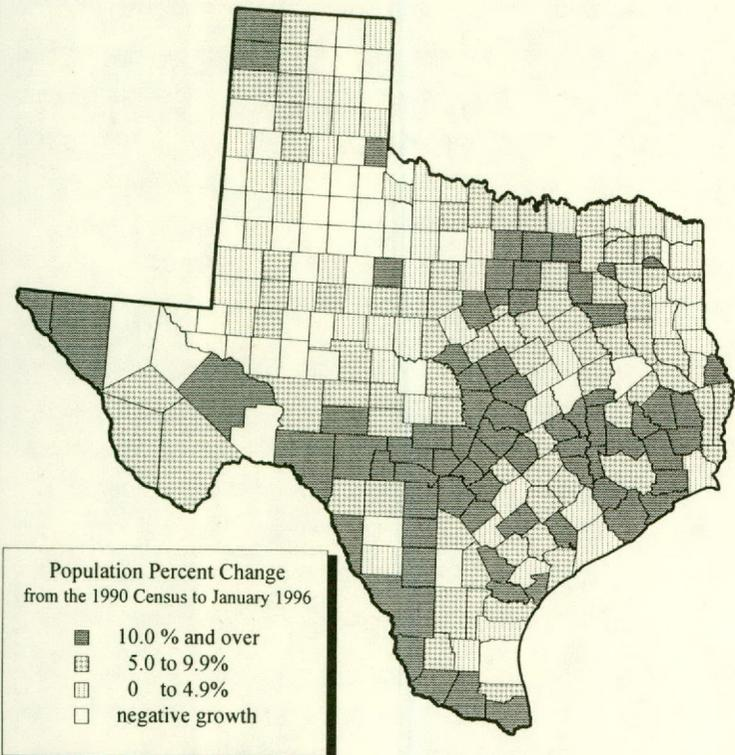 Population Percent Change
from the 1990 Census to January 1996
10.0 % and over
5.0 to 9.9%
0 to 4.9%
negative growth